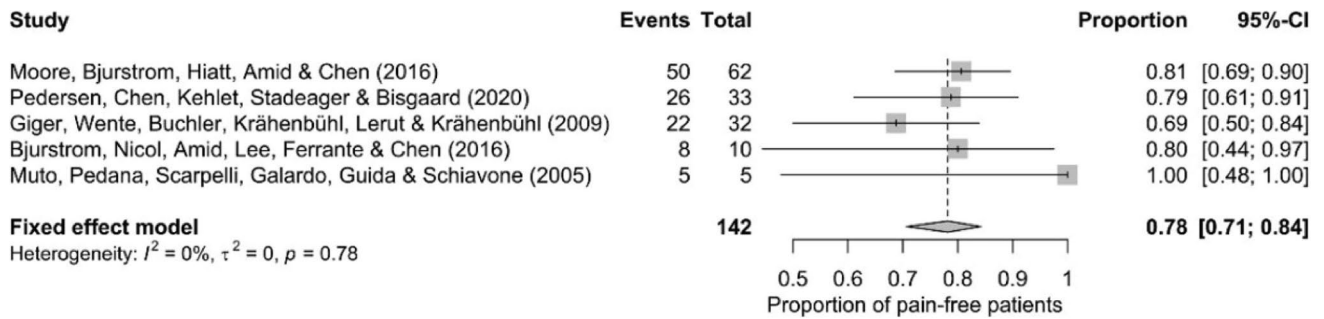 Study Events Total Proportion 95%-CI
Moore, Bjurstrom, Hiatt, Amid & Chen (2016) 50 62 0.81 [0.69; 0.90]
Pedersen, Chen, Kehlet, Stadeager & Bisgaard (2020) 26 33 0.79 [0.61; 0.91]
Giger, Wente, Buchler, Krähenbühl, Lerut & Krähenbühl (2009) 22 32 0.69 [0.50; 0.84]
Bjurstrom, Nicol, Amid, Lee, Ferrante & Chen (2016) 8 10 0.80 [0.44; 0.97]
Muto, Pedana, Scarpelli, Galardo, Guida & Schiavone (2005) 5 5 1.00 [0.48; 1.00]
Fixed effect model 142 0.78 [0.71; 0.84]
Heterogeneity: I² = 0%, τ² = 0, p = 0.78
0.5 0.6 0.7 0.8 0.9 1
Proportion of pain-free patients